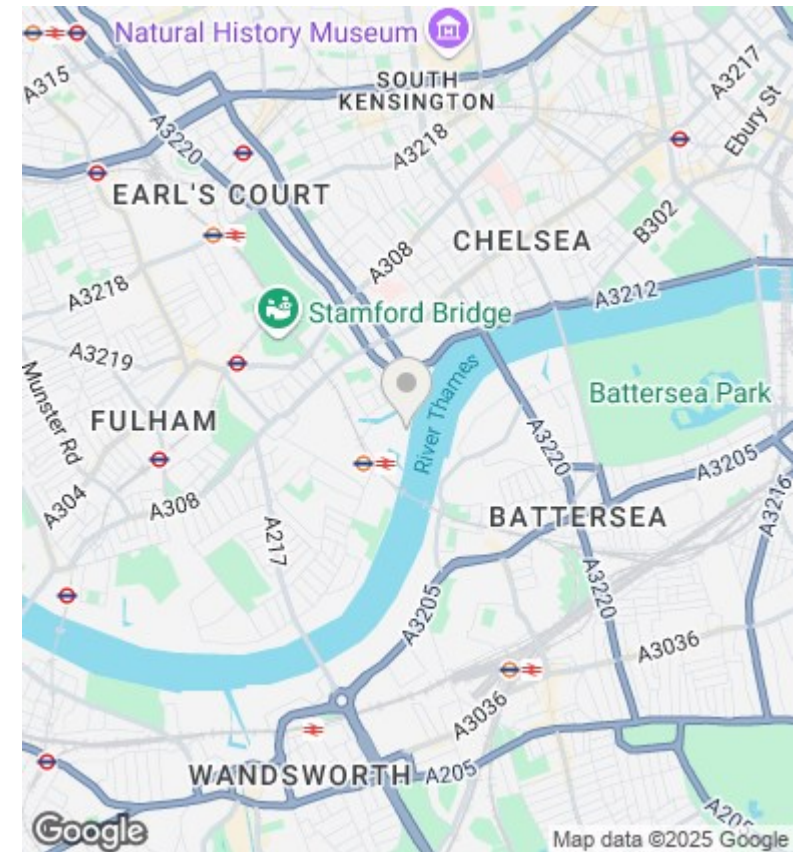 Natural History Museum
A315
SOUTH
KENSINGTON
A3217
Ebury St
A3220
A3218
EARL'S COURT
B302
CHELSEA
A308
A3218
A3212
Stamford Bridge
A3219
Munster Rd
River Thames
Battersea Park
FULHAM
A3220
A3205
A304
A308
A3216
BATTERSEA
A217
A3205
A3220
A3036
A3036
WANDSWORTH
A205
A205
Google
Map data ©2025 Google